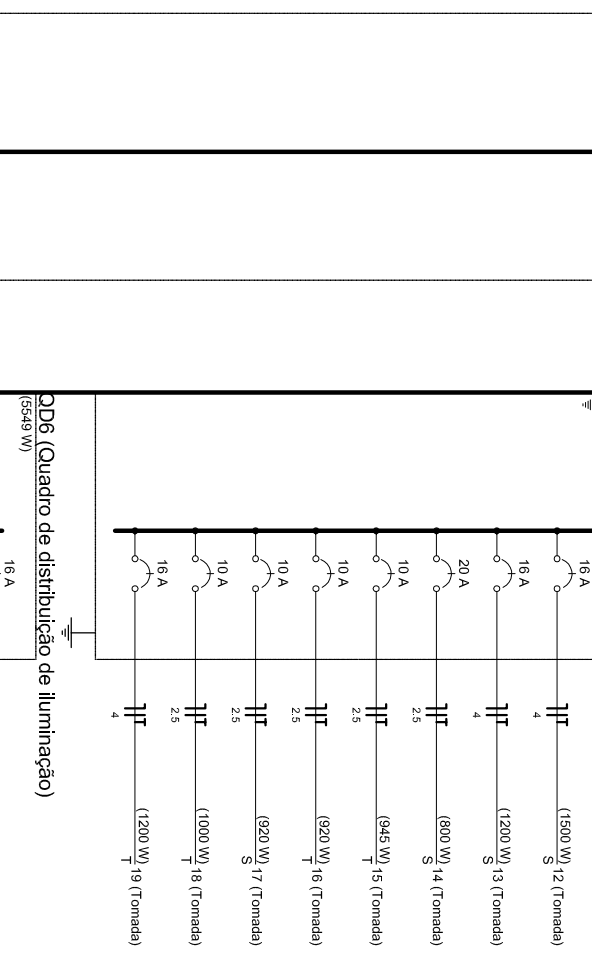 16 A
4
(1500 W)
S 12 (Tomada)
16 A
4
(1200 W)
S 13 (Tomada)
20 A
2.5
(800 W)
S 14 (Tomada)
10 A
2.5
(945 W)
T 15 (Tomada)
10 A
2.5
(920 W)
T 16 (Tomada)
10 A
2.5
(920 W)
S 17 (Tomada)
10 A
2.5
(1000 W)
T 18 (Tomada)
16 A
4
(1200 W)
T 19 (Tomada)
QD6 (Quadro de distribuição de iluminação)
(5549 W)
16 A